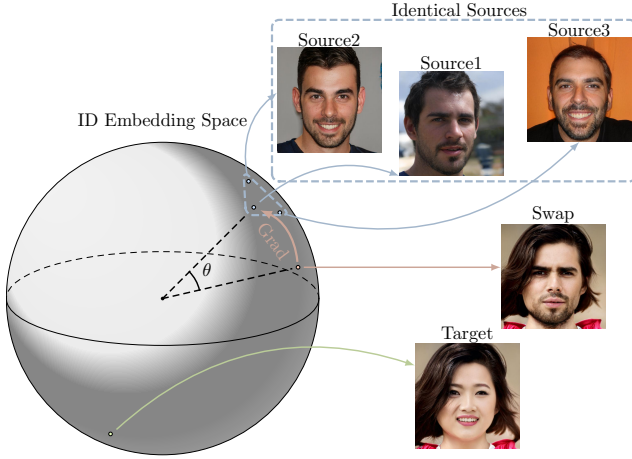 Identical Sources
Source2
Source1
Source3
ID Embedding Space
Grad
θ
Swap
Target